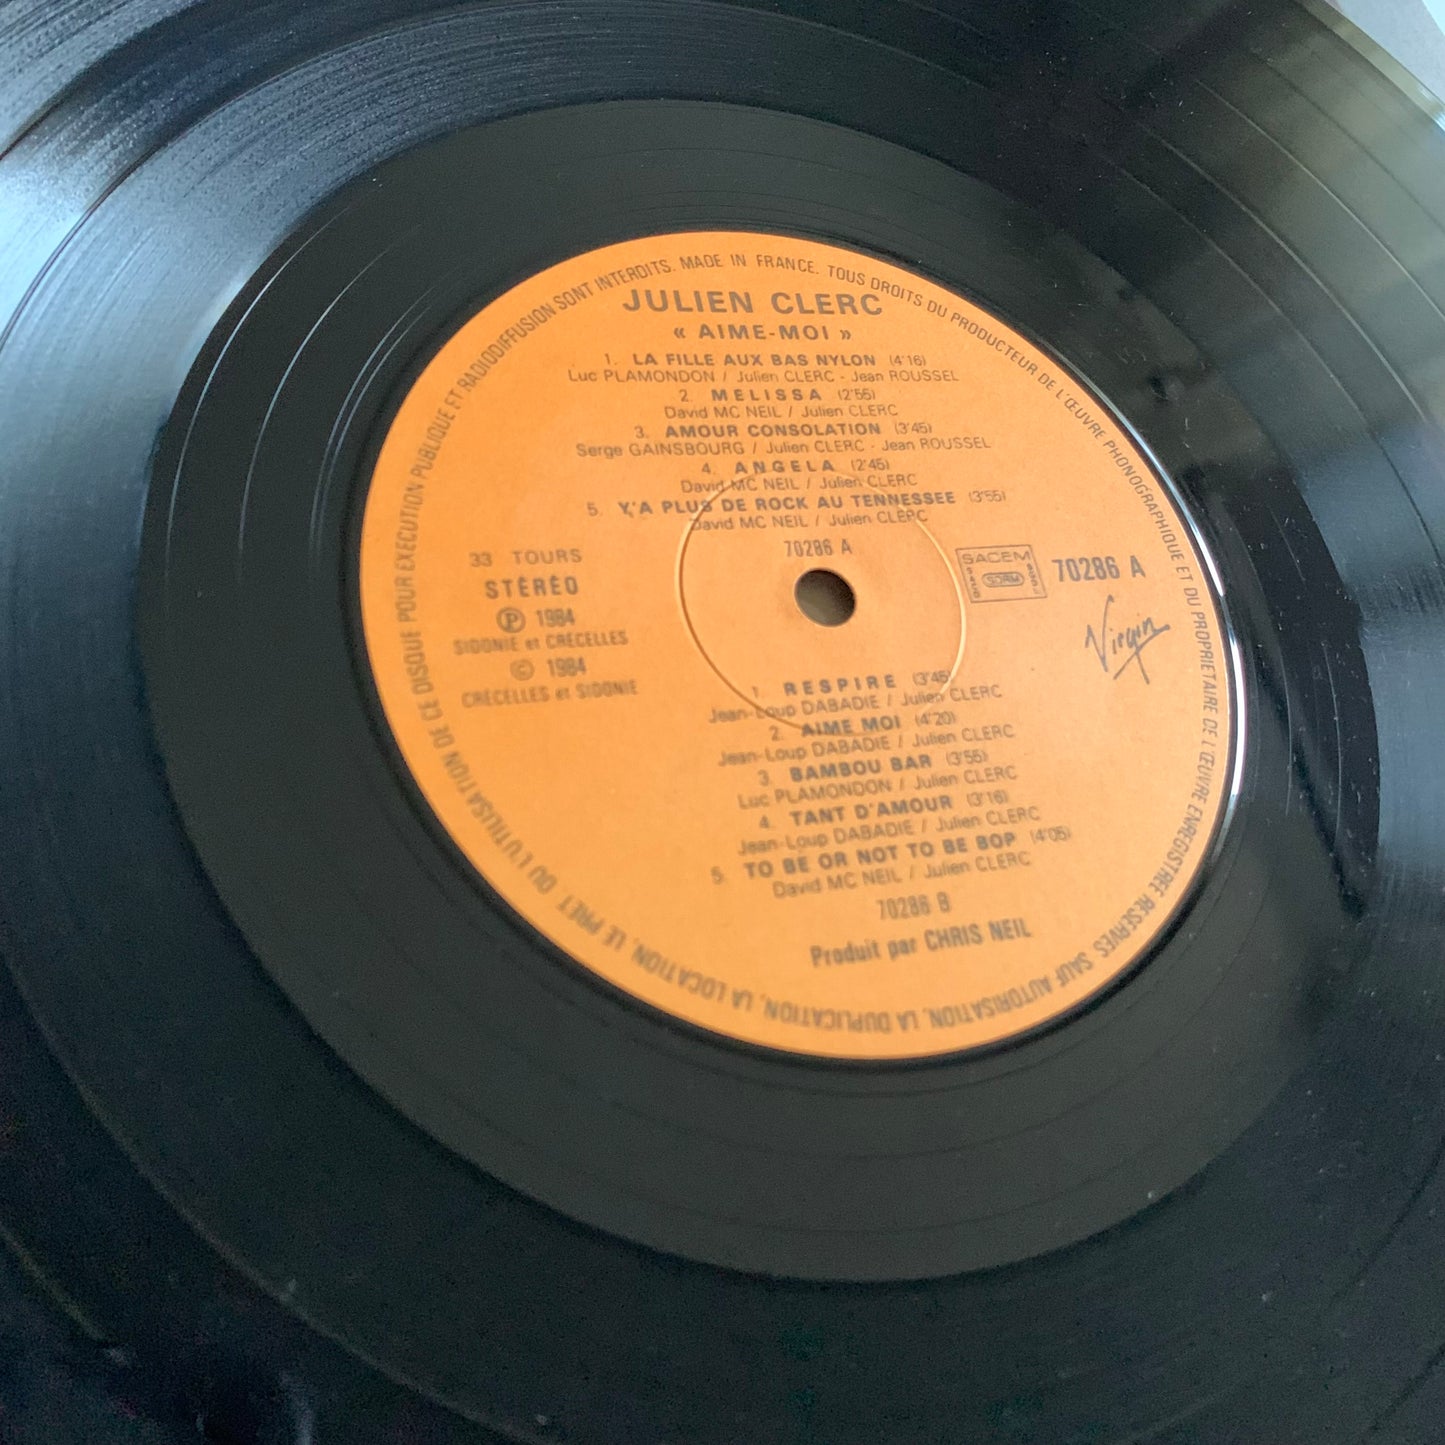 JULIEN CLERC
« AIME-MOI »
1. LA FILLE AUX BAS NYLON (4'16)
Luc PLAMONDON / Julien CLERC - Jean ROUSSEL
2. MELISSA (2'55)
David MC NEIL / Julien CLERC
3. AMOUR CONSOLATION (3'45)
Serge GAINSBOURG / Julien CLERC - Jean ROUSSEL
4. ANGELA (2'45)
David MC NEIL / Julien CLERC
5. Y'A PLUS DE ROCK AU TENNESSEE (3'55)
David MC NEIL / Julien CLERC
70286 A
33 TOURS
STÉRÉO
Ⓟ 1984
SIDONIE et CRÉCELLES
© 1984
CRÉCELLES et SIDONIE
SACEM
SDRM
70286 A
Virgin
1. RESPIRE (3'45)
Jean-Loup DABADIE / Julien CLERC
2. AIME MOI (4'20)
Jean-Loup DABADIE / Julien CLERC
3. BAMBOU BAR (3'55)
Luc PLAMONDON / Julien CLERC
4. TANT D'AMOUR (3'16)
Jean-Loup DABADIE / Julien CLERC
5. TO BE OR NOT TO BE BOP (4'05)
David MC NEIL / Julien CLERC
70286 B
Produit par CHRIS NEIL
MADE IN FRANCE. TOUS DROITS DU PRODUCTEUR DE L'ŒUVRE PHONOGRAPHIQUE ET DU PROPRIETAIRE DE L'ŒUVRE ENREGISTREE RESERVES. SAUF AUTORISATION, LA DUPLICATION, LA LOCATION, LE PRET, OU L'UTILISATION DE CE DISQUE POUR EXECUTION PUBLIQUE ET RADIODIFFUSION SONT INTERDITS.